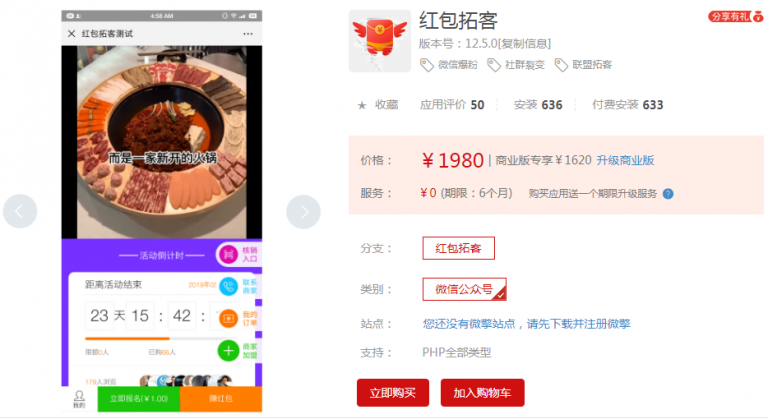 4:58 AM
红包拓客测试
而是一家新开的火锅
活动倒计时
核销
入口
距离活动结束
2019年0
联系
商家
23 天 15 : 42 :
我的
订单
限额0人
已购66人
商家
加盟
178人浏览
我的
立即报名(￥1.00)
赚红包
红包拓客
分享有礼
版本号：12.5.0[复制信息]
微信爆粉
社群裂变
联盟拓客
★ 收藏
应用评价 50
安装 636
付费安装 633
价格：
￥1980 | 商业版专享￥1620 升级商业版
服务：
￥0 (期限：6个月) 购买应用送一个期限升级服务 ?
分支：
红包拓客
类别：
微信公众号
站点：
您还没有微擎站点，请先下载并注册微擎
支持：
PHP全部类型
立即购买
加入购物车